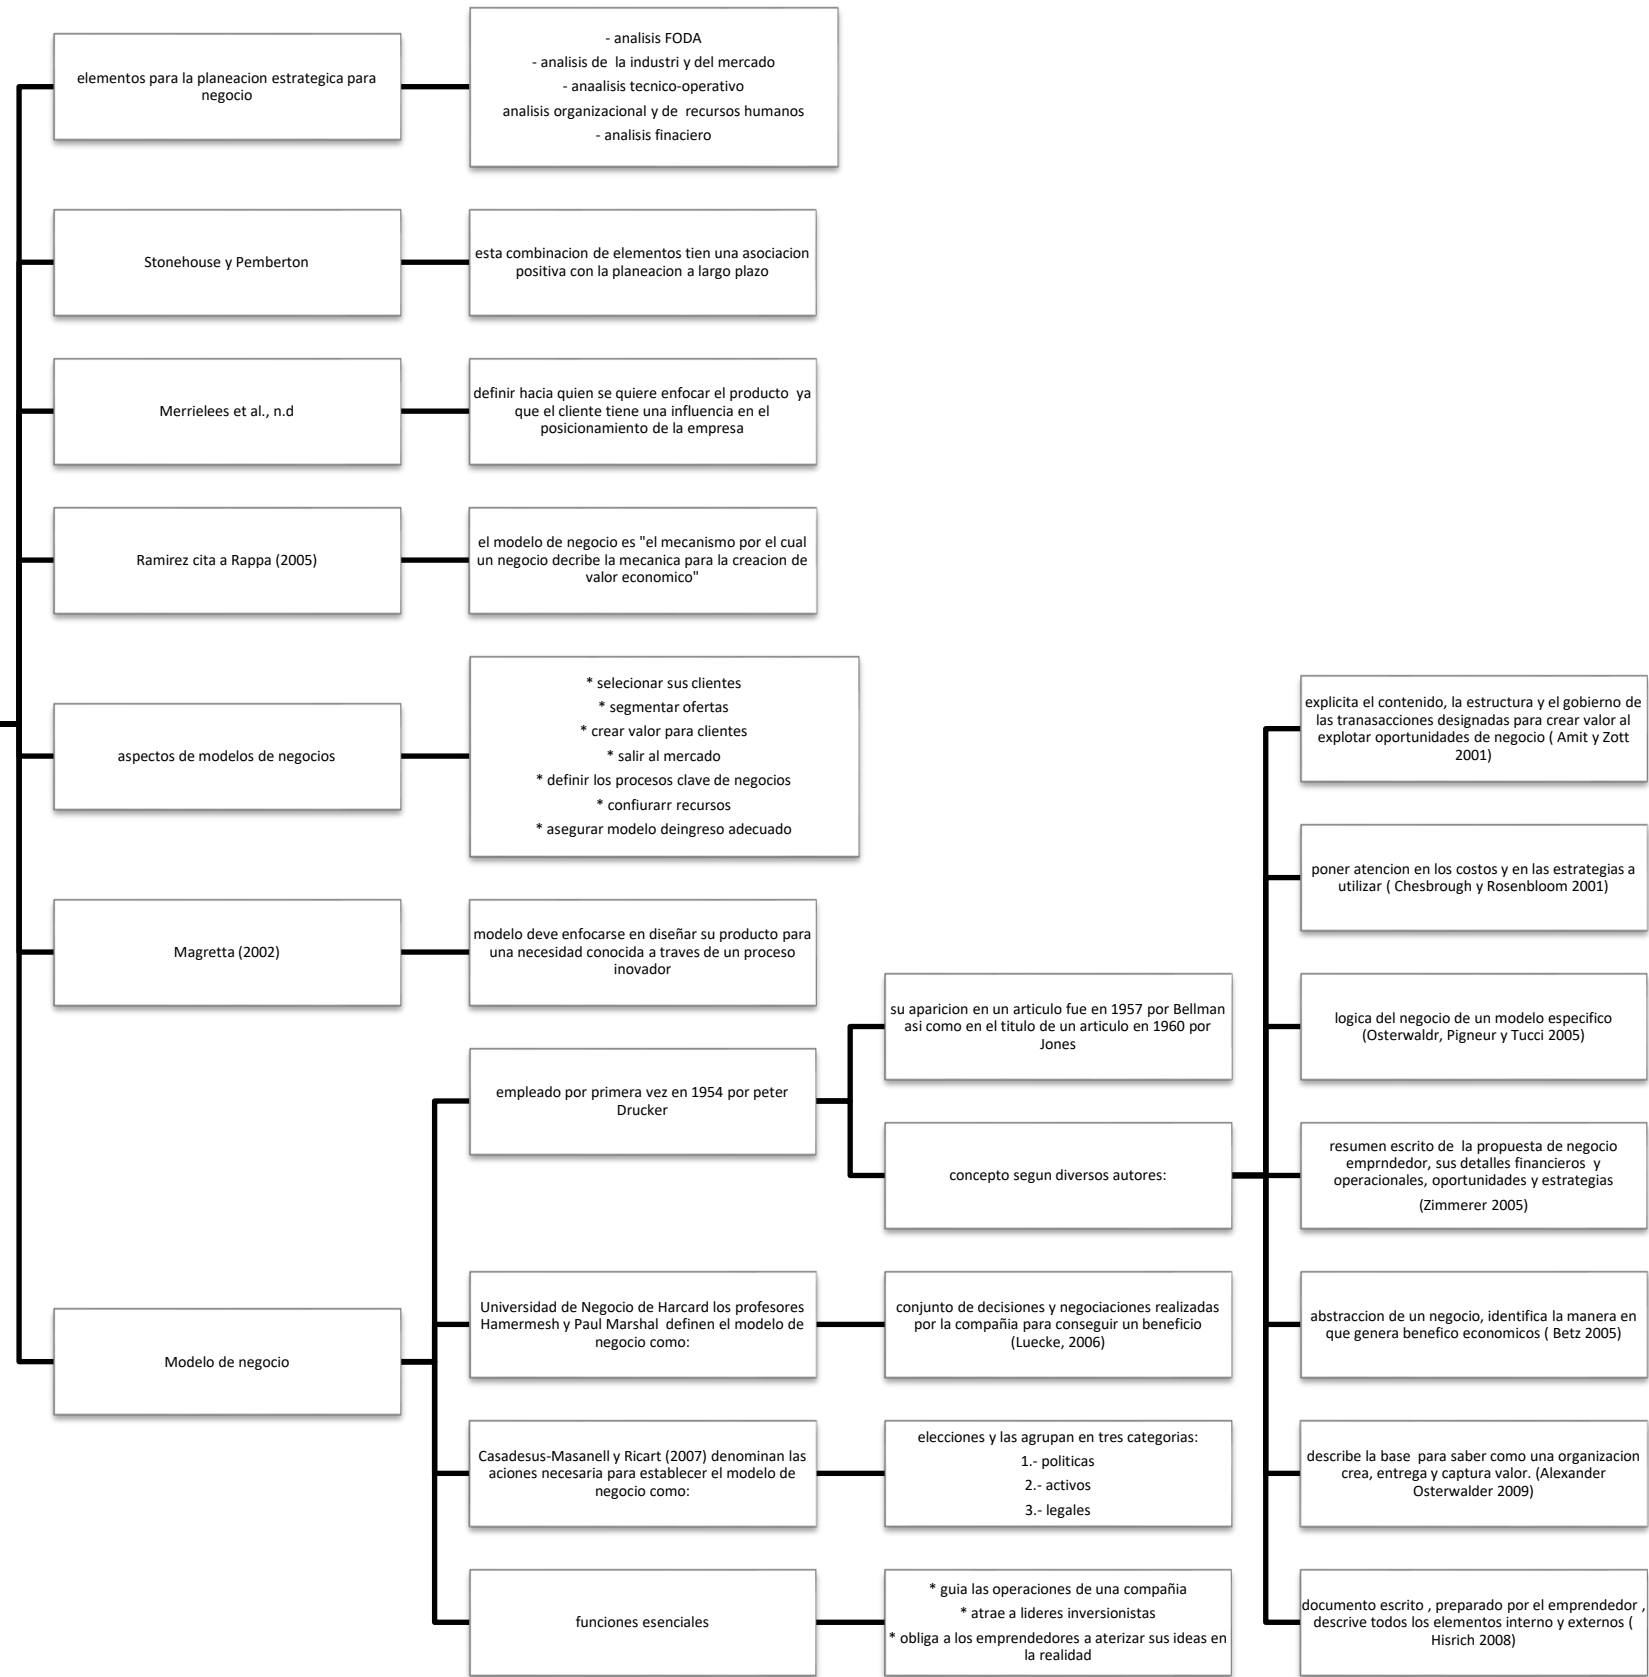 elementos para la planeacion estrategica para
negocio
- analisis FODA
- analisis de  la industri y del mercado
- anaalisis tecnico-operativo
analisis organizacional y de  recursos humanos
- analisis finaciero
Stonehouse y Pemberton
esta combinacion de elementos tien una asociacion
positiva con la planeacion a largo plazo
Merrielees et al., n.d
definir hacia quien se quiere enfocar el producto  ya
que el cliente tiene una influencia en el
posicionamiento de la empresa
Ramirez cita a Rappa (2005)
el modelo de negocio es "el mecanismo por el cual
un negocio decribe la mecanica para la creacion de
valor economico"
aspectos de modelos de negocios
* selecionar sus clientes
* segmentar ofertas
* crear valor para clientes
* salir al mercado
* definir los procesos clave de negocios
* confiurarr recursos
* asegurar modelo deingreso adecuado
Magretta (2002)
modelo deve enfocarse en diseñar su producto para
una necesidad conocida a traves de un proceso
inovador
Modelo de negocio
empleado por primera vez en 1954 por peter
Drucker
su aparicion en un articulo fue en 1957 por Bellman
asi como en el titulo de un articulo en 1960 por
Jones
concepto segun diversos autores:
explicita el contenido, la estructura y el gobierno de
las tranasacciones designadas para crear valor al
explotar oportunidades de negocio ( Amit y Zott
2001)
poner atencion en los costos y en las estrategias a
utilizar ( Chesbrough y Rosenbloom 2001)
logica del negocio de un modelo especifico
(Osterwaldr, Pigneur y Tucci 2005)
resumen escrito de  la propuesta de negocio
emprndedor, sus detalles financieros  y
operacionales, oportunidades y estrategias
(Zimmerer 2005)
abstraccion de un negocio, identifica la manera en
que genera benefico economicos ( Betz 2005)
describe la base  para saber como una organizacion
crea, entrega y captura valor. (Alexander
Osterwalder 2009)
documento escrito , preparado por el emprendedor ,
descrive todos los elementos interno y externos (
Hisrich 2008)
Universidad de Negocio de Harcard los profesores
Hamermesh y Paul Marshal  definen el modelo de
negocio como:
conjunto de decisiones y negociaciones realizadas
por la compañia para conseguir un beneficio
(Luecke, 2006)
Casadesus-Masanell y Ricart (2007) denominan las
aciones necesaria para establecer el modelo de
negocio como:
elecciones y las agrupan en tres categorias:
1.- politicas
2.- activos
3.- legales
funciones esenciales
* guia las operaciones de una compañia
* atrae a lideres inversionistas
* obliga a los emprendedores a aterizar sus ideas en
la realidad